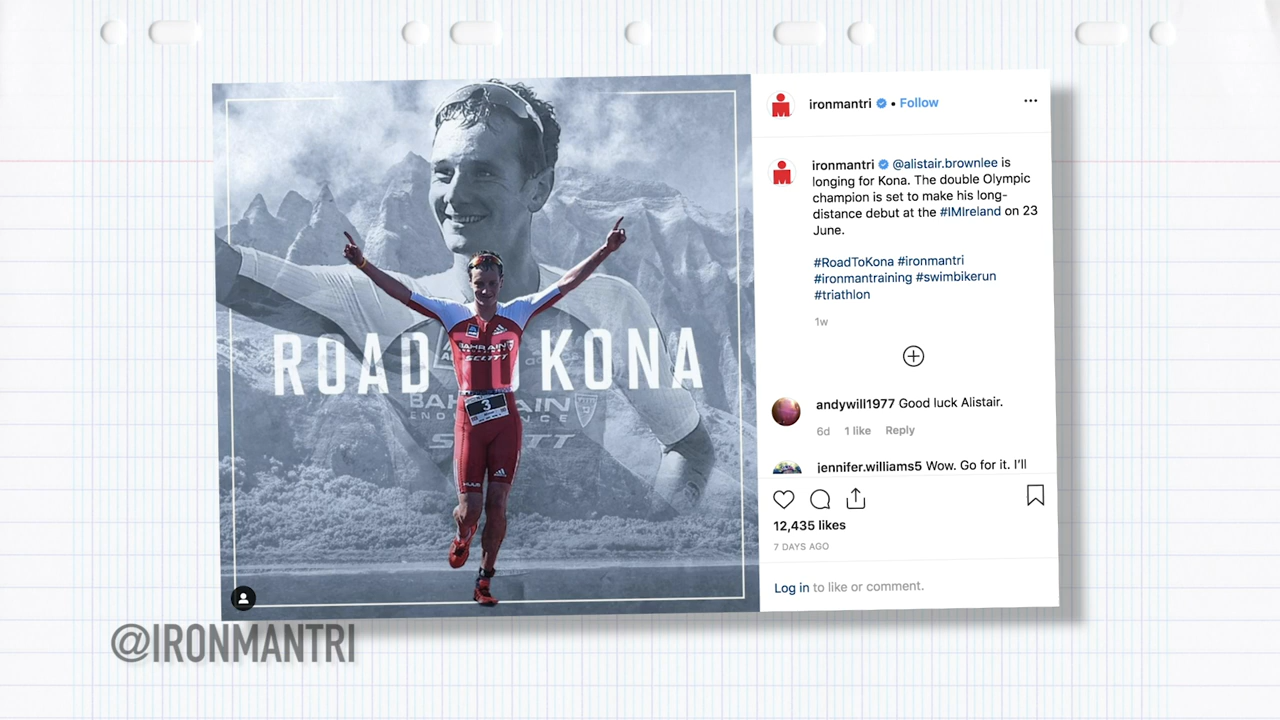 ironmantri • Follow
ironmantri @alistair.brownlee is
longing for Kona. The double Olympic
champion is set to make his long-
distance debut at the #IMIreland on 23
June.
#RoadToKona #ironmantri
#ironmantraining #swimbikerun
#triathlon
1w
ROAD TO KONA
BAHRAIN
ENDURANCE
SCOTT
BAHRAIN
SCOTT
3
andywill1977 Good luck Alistair.
6d 1 like Reply
jennifer.williams5 Wow. Go for it. I'll
12,435 likes
7 DAYS AGO
Log in to like or comment.
@IRONMANTRI